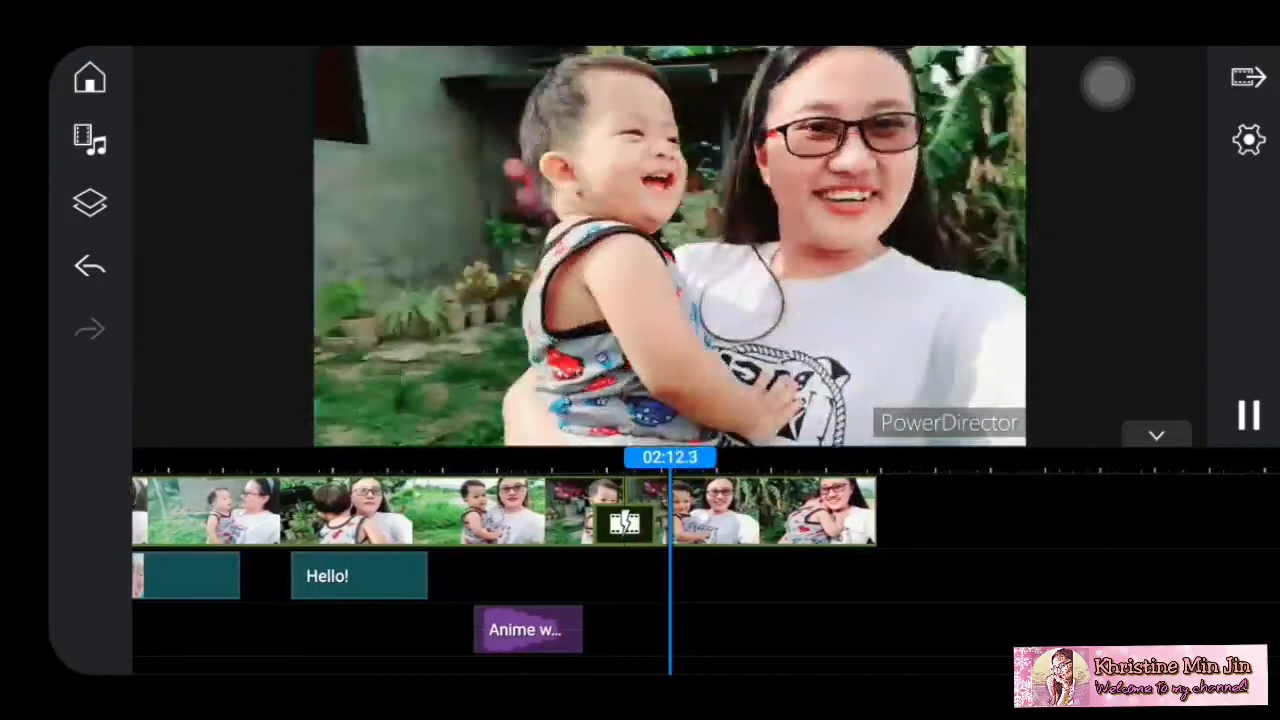 PowerDirector
02:12.3
Hello!
Anime w...
Khristine Min Jin
Welcome To my channel